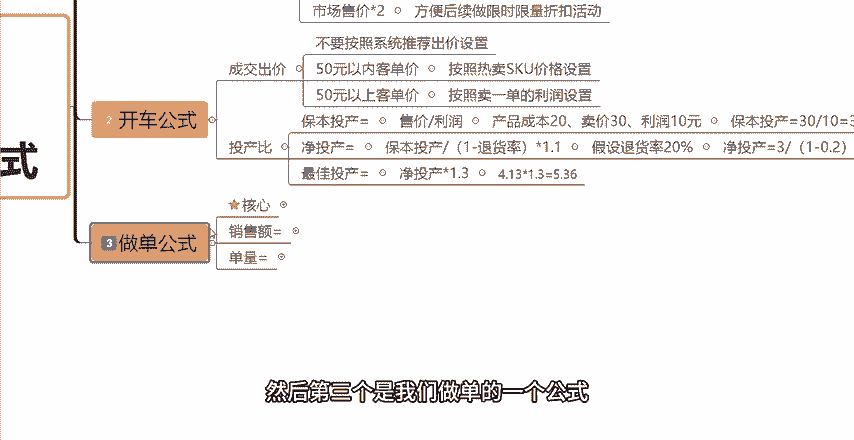 市场售价*2 方便后续做限时限量折扣活动
不要按照系统推荐出价设置
成交出价
50元以内客单价 按照热卖SKU价格设置
50元以上客单价 按照卖一单的利润设置
2 开车公式
保本投产= 售价/利润 产品成本20、卖价30、利润10元 保本投产=30/10=3
投产比
净投产= 保本投产/（1-退货率）*1.1 假设退货率20% 净投产=3/（1-0.2）
最佳投产= 净投产*1.3 4.13*1.3=5.36
式
核心
3 做单公式
销售额=
单量=
然后第三个是我们做单的一个公式